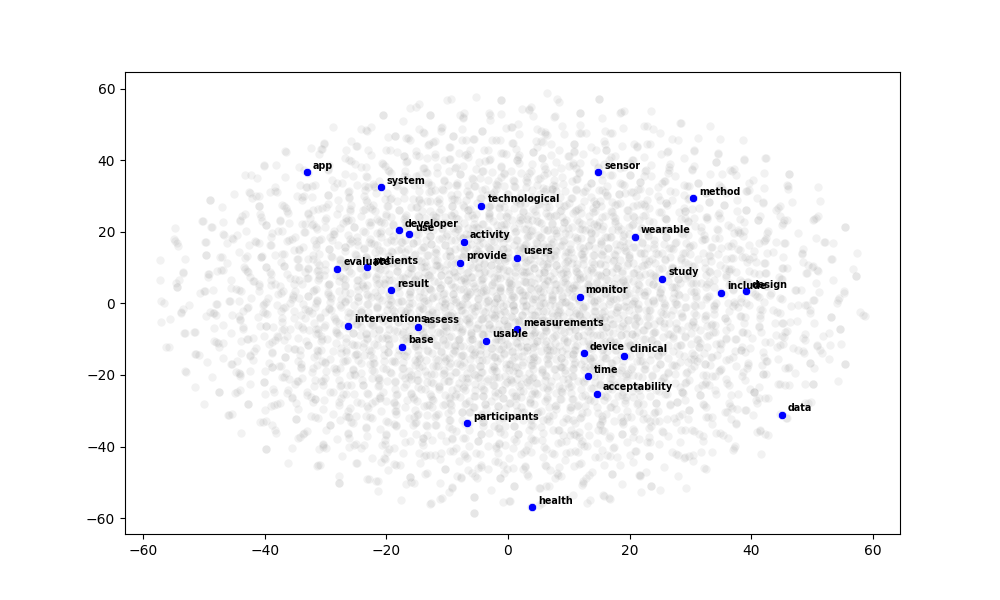 60
app
sensor
system
40
method
technological
developer
use
wearable
20
activity
users
provide
evaluate
patients
study
result
include
design
monitor
0
interventions
assess
measurements
usable
base
device
clinical
time
−20
acceptability
data
participants
−40
health
−60
−60
−40
−20
0
20
40
60